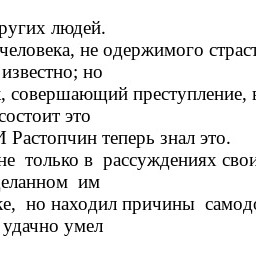 ругих людей.
человека, не одержимого страст
известно; но
, совершающий преступление, в
состоит это
И Растопчин теперь знал это.
не только в рассуждениях свои
деланном им
ке, но находил причины самодо
удачно умел